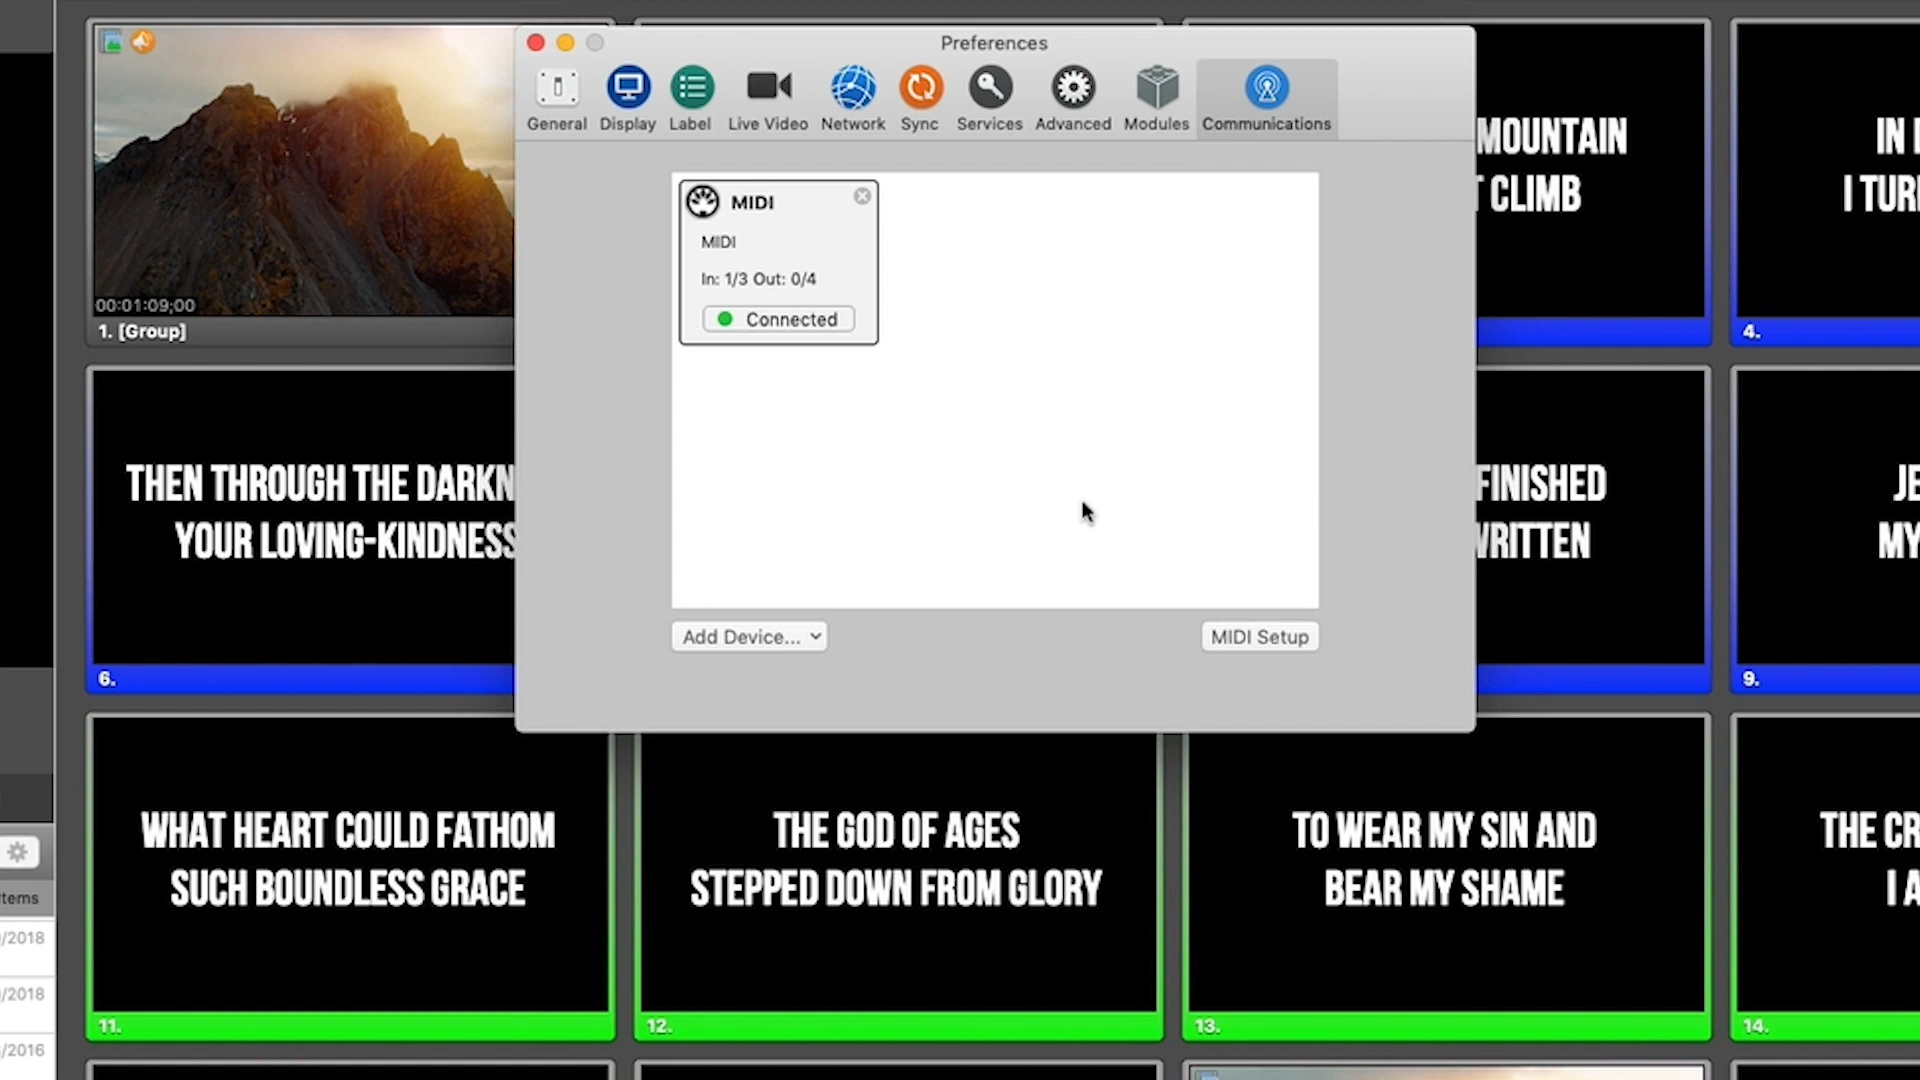 Preferences
General
Display
Label
Live Video
Network
Sync
Services
Advanced
Modules
Communications
MIDI
MIDI
In: 1/3 Out: 0/4
Connected
Add Device...
MIDI Setup
00:01:09;00
1. [Group]
MOUNTAIN
CLIMB
IN
I TUR
4.
THEN THROUGH THE DARKN
YOUR LOVING-KINDNESS
6.
FINISHED
WRITTEN
JE
MY
9.
WHAT HEART COULD FATHOM
SUCH BOUNDLESS GRACE
11.
THE GOD OF AGES
STEPPED DOWN FROM GLORY
12.
TO WEAR MY SIN AND
BEAR MY SHAME
13.
THE CR
I A
14.
tems
/2018
/2018
/2016